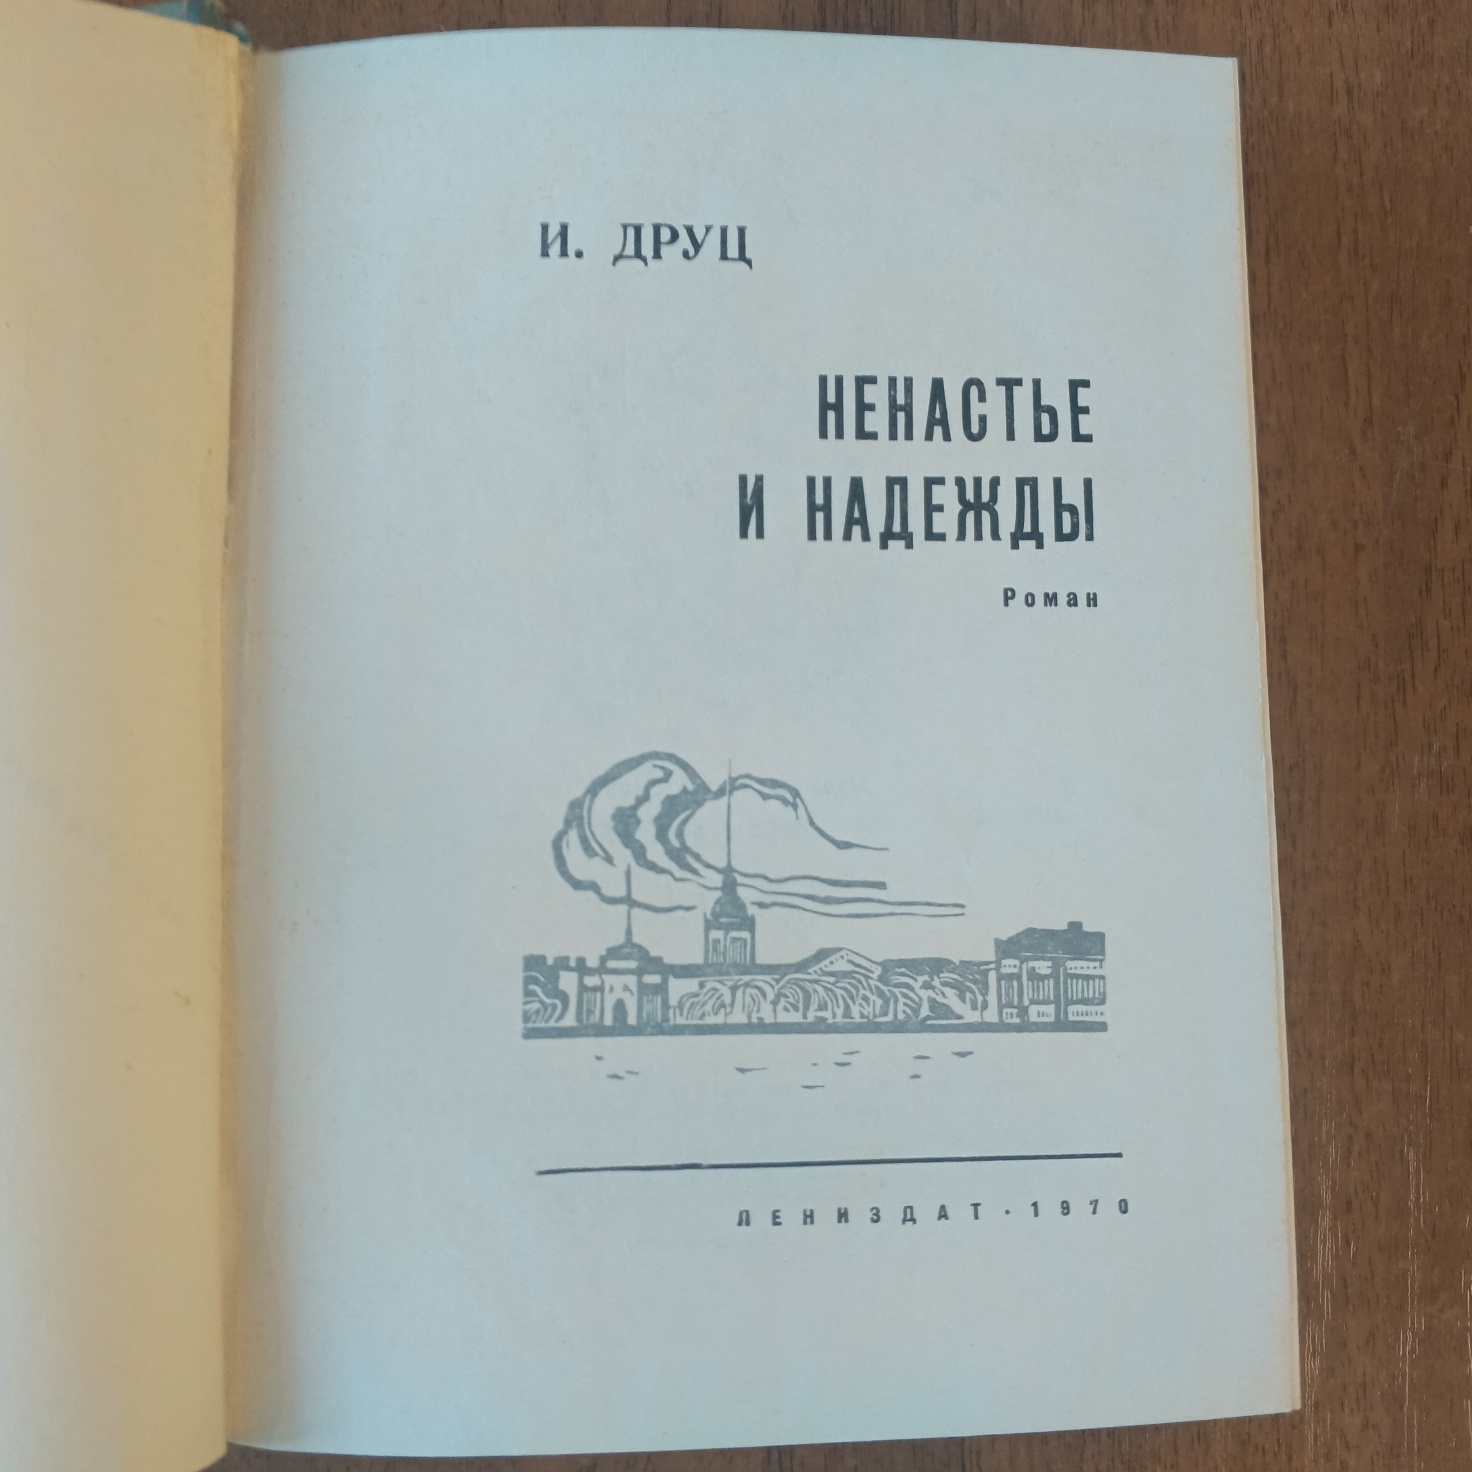 И. ДРУЦ
НЕНАСТЬЕ
И НАДЕЖДЫ
Роман
ЛЕНИЗДАТ · 1970